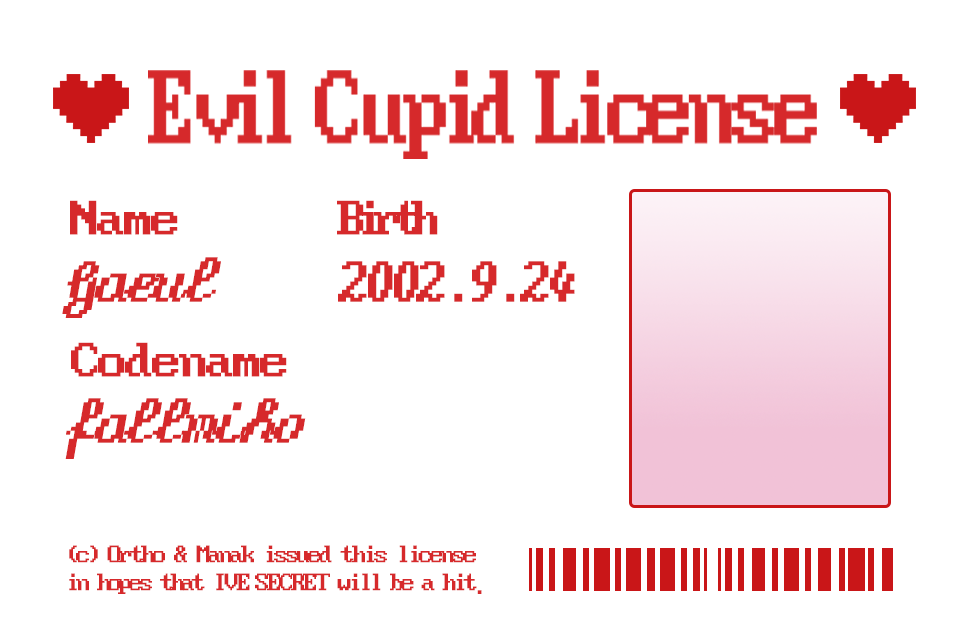 Evil Cupid License
Name
Birth
Gaeul
2002.9.24
Codename
fallmiho
(c) Ortho & Manak issued this license
in hopes that IVE SECRET will be a hit.